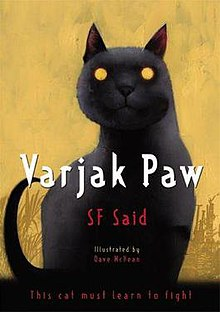 Varjak Paw
SF Said
Illustrated by
Dave McKean
This cat must learn to fight